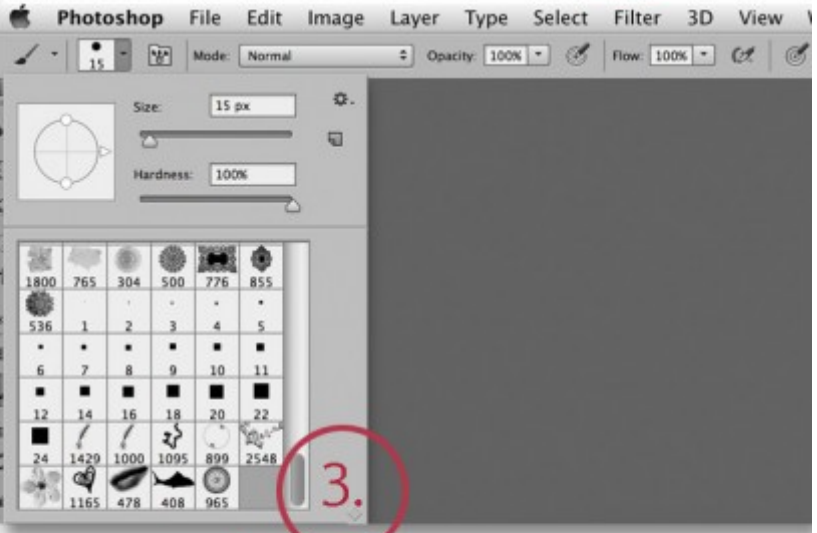 Photoshop File Edit Image Layer Type Select Filter 3D View
15 Mode: Normal Opacity: 100% Flow: 100%
Size: 15 px
Hardness: 100%
1800 765 304 500 776 855
536 1 2 3 4 5
6 7 8 9 10 11
12 14 16 18 20 22
24 1429 1000 1095 899 2548
1165 478 408 965
3.